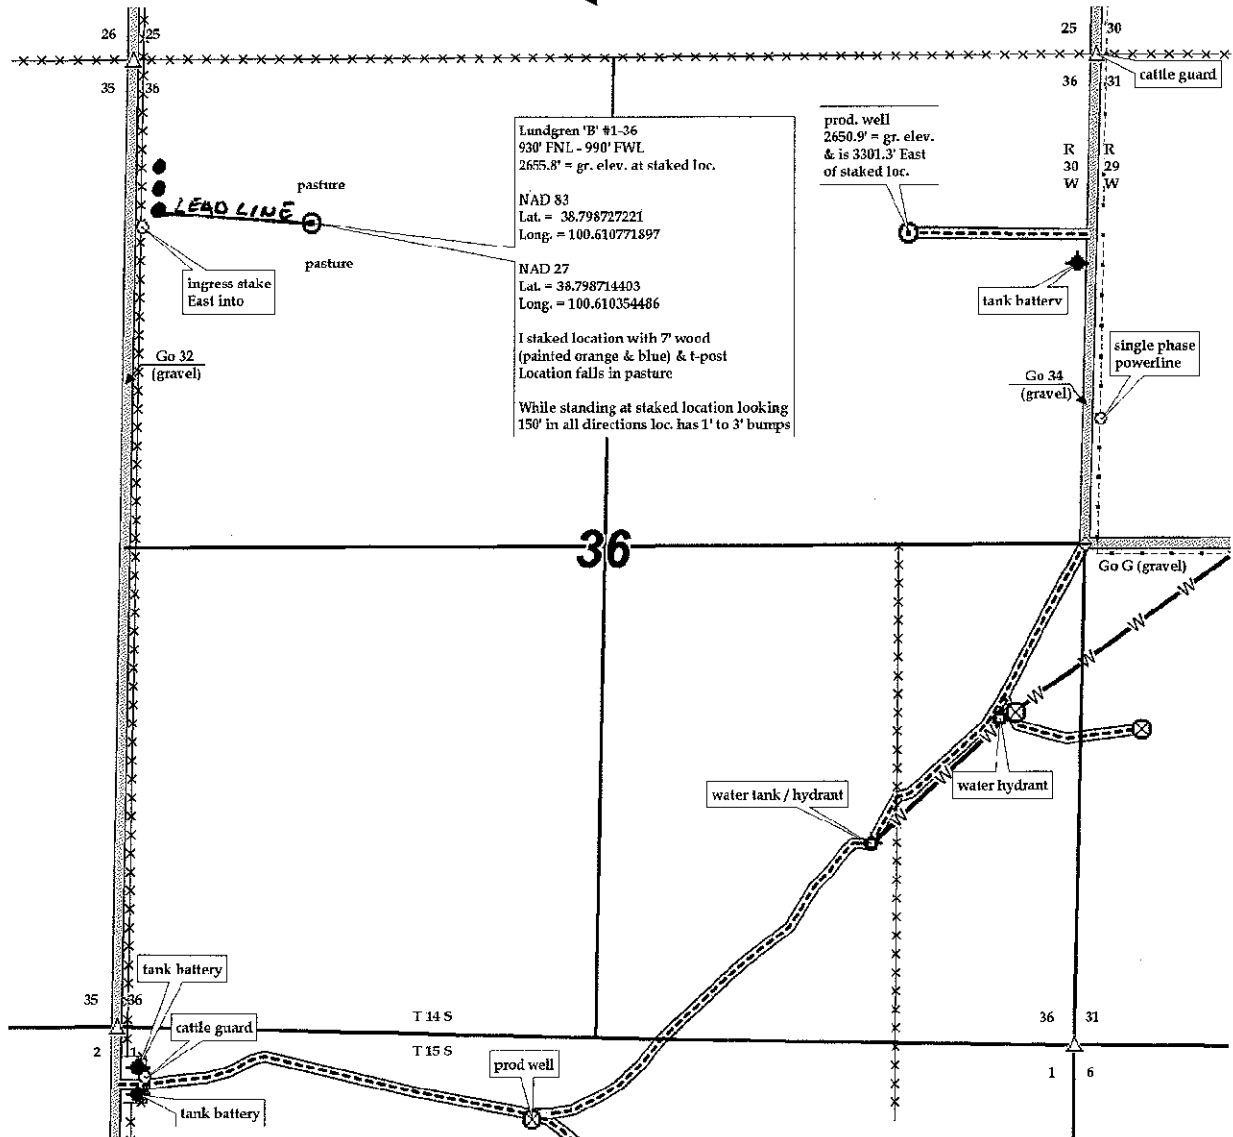 26 25
25 30
35 36
36 31
cattle guard
Lundgren 'B' #1-36
930' FNL - 990' FWL
2655.8' = gr. elev. at staked loc.
NAD 83
Lat. = 38.798727221
Long. = 100.610771897
NAD 27
Lat. = 38.798714403
Long. = 100.610354486
I staked location with 7' wood
(painted orange & blue) & t-post
Location falls in pasture
While standing at staked location looking
150' in all directions loc. has 1' to 3' bumps
prod. well
2650.9' = gr. elev.
& is 3301.3' East
of staked loc.
R R
30 29
W W
pasture
LEAD LINE
pasture
ingress stake
East into
tank battery
Go 32
(gravel)
single phase
powerline
Go 34
(gravel)
36
Go G (gravel)
W
W
W
W
W
W
W
water tank / hydrant
water hydrant
tank battery
35 36
cattle guard
T 14 S
36 31
2 1
T 15 S
prod well
1 6
tank battery